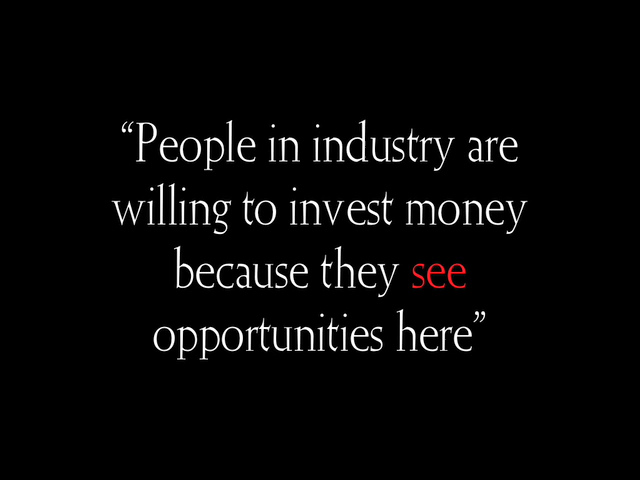 “People in industry are
willing to invest money
because they see
opportunities here”